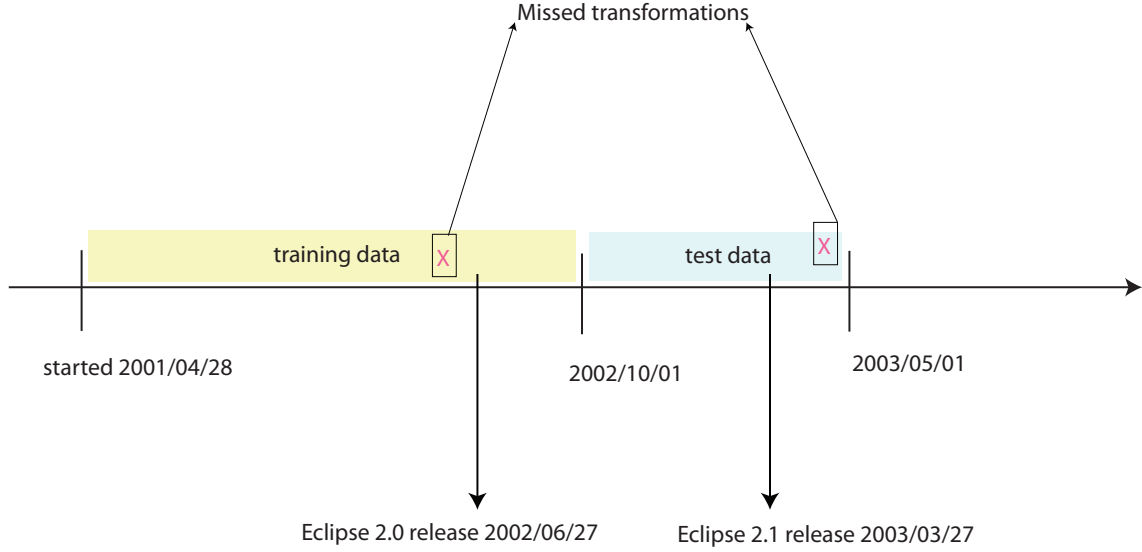 Missed transformations
training data
X
test data
X
started 2001/04/28
2002/10/01
2003/05/01
Eclipse 2.0 release 2002/06/27
Eclipse 2.1 release 2003/03/27